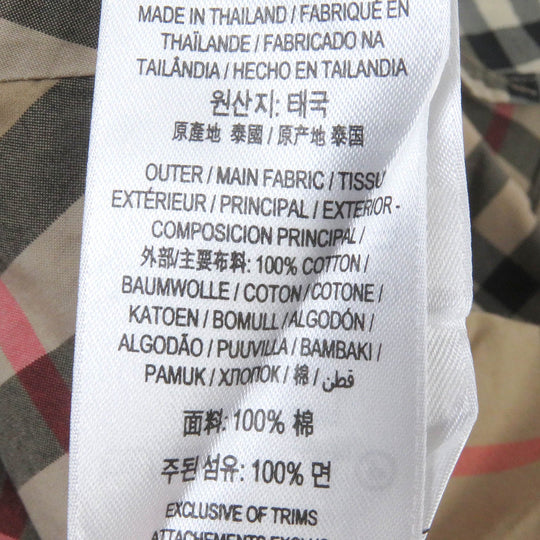 MADE IN THAILAND / FABRIQUÉ EN
THAÏLANDE / FABRICADO NA
TAILÂNDIA / HECHO EN TAILANDIA
원산지: 태국
原產地 泰國 / 原产地 泰国
OUTER / MAIN FABRIC / TISSU
EXTÉRIEUR / PRINCIPAL / EXTERIOR -
COMPOSICION PRINCIPAL /
外部/主要布料: 100% COTTON /
BAUMWOLLE / COTON / COTONE /
KATOEN / BOMULL / ALGODÓN /
ALGODÃO / PUUVILLA / BAMBAKI /
PAMUK / ХЛОПОК / 棉 / قطن /
面料: 100% 棉
주된 섬유: 100% 면
EXCLUSIVE OF TRIMS
ATTACHEMENTS EXCLUS